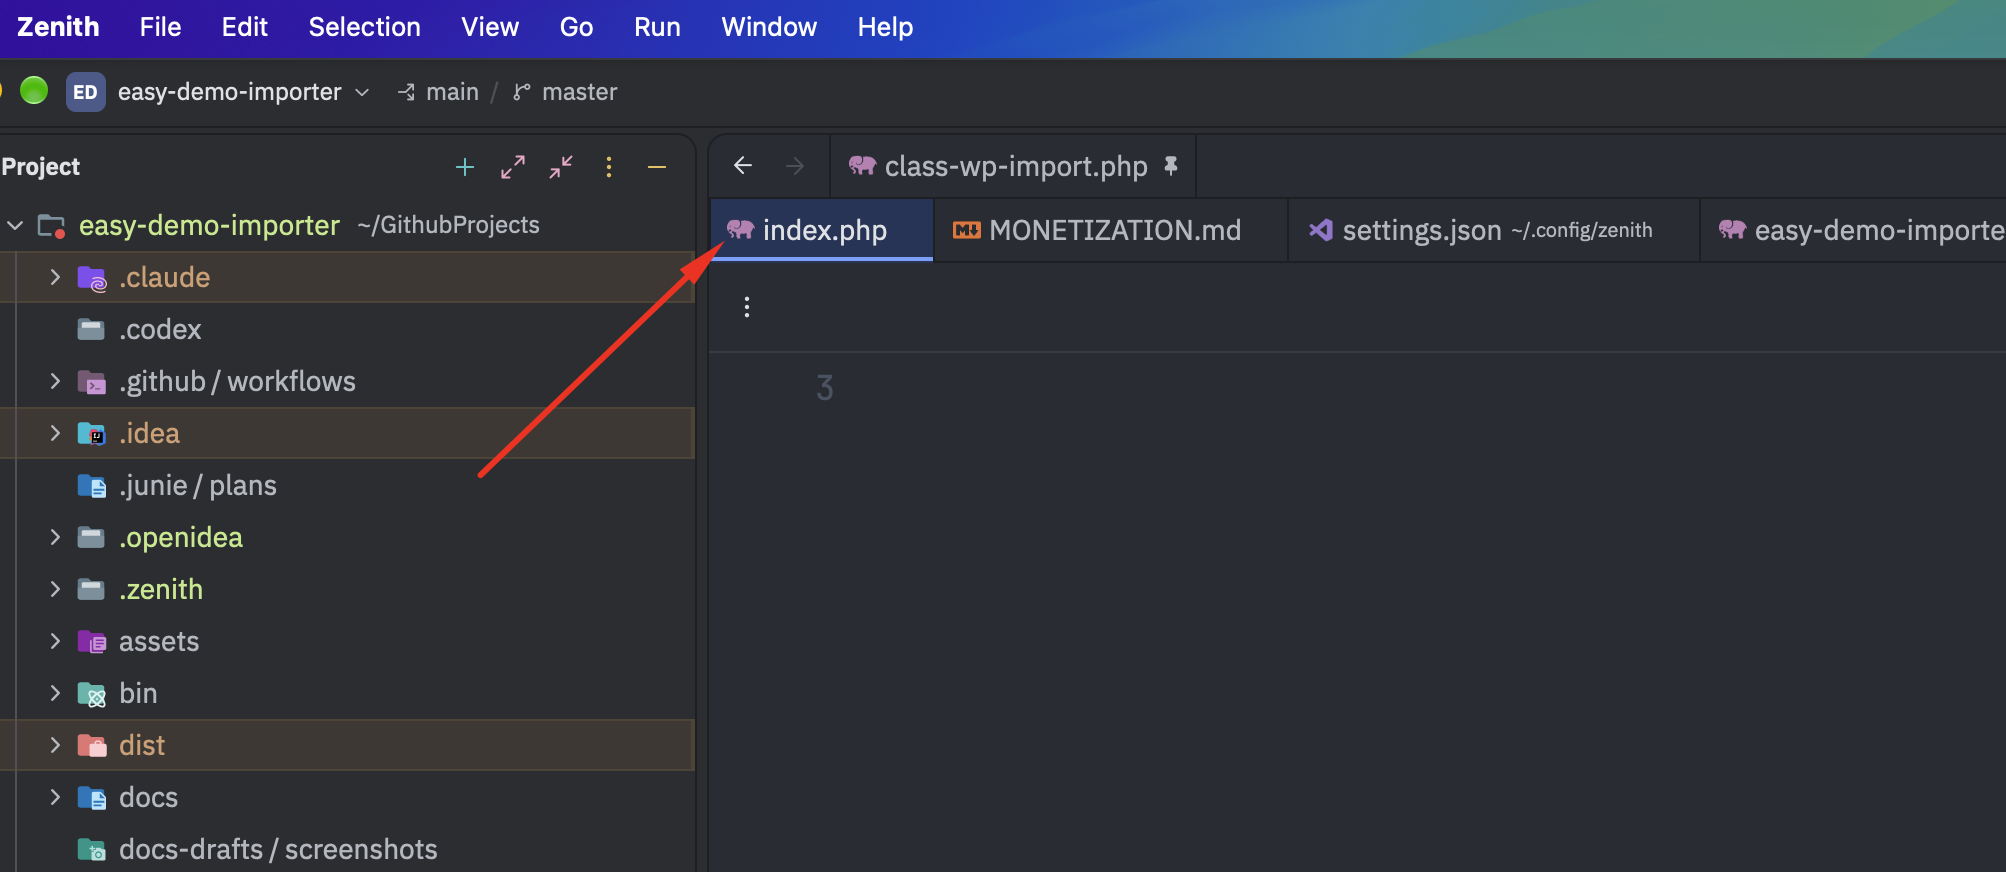 Zenith File Edit Selection View Go Run Window Help
ED easy-demo-importer main / master
Project
class-wp-import.php
easy-demo-importer ~/GithubProjects
index.php MONETIZATION.md settings.json ~/.config/zenith easy-demo-importe
.claude
.codex
.github / workflows
3
.idea
.junie / plans
.openidea
.zenith
assets
bin
dist
docs
docs-drafts / screenshots